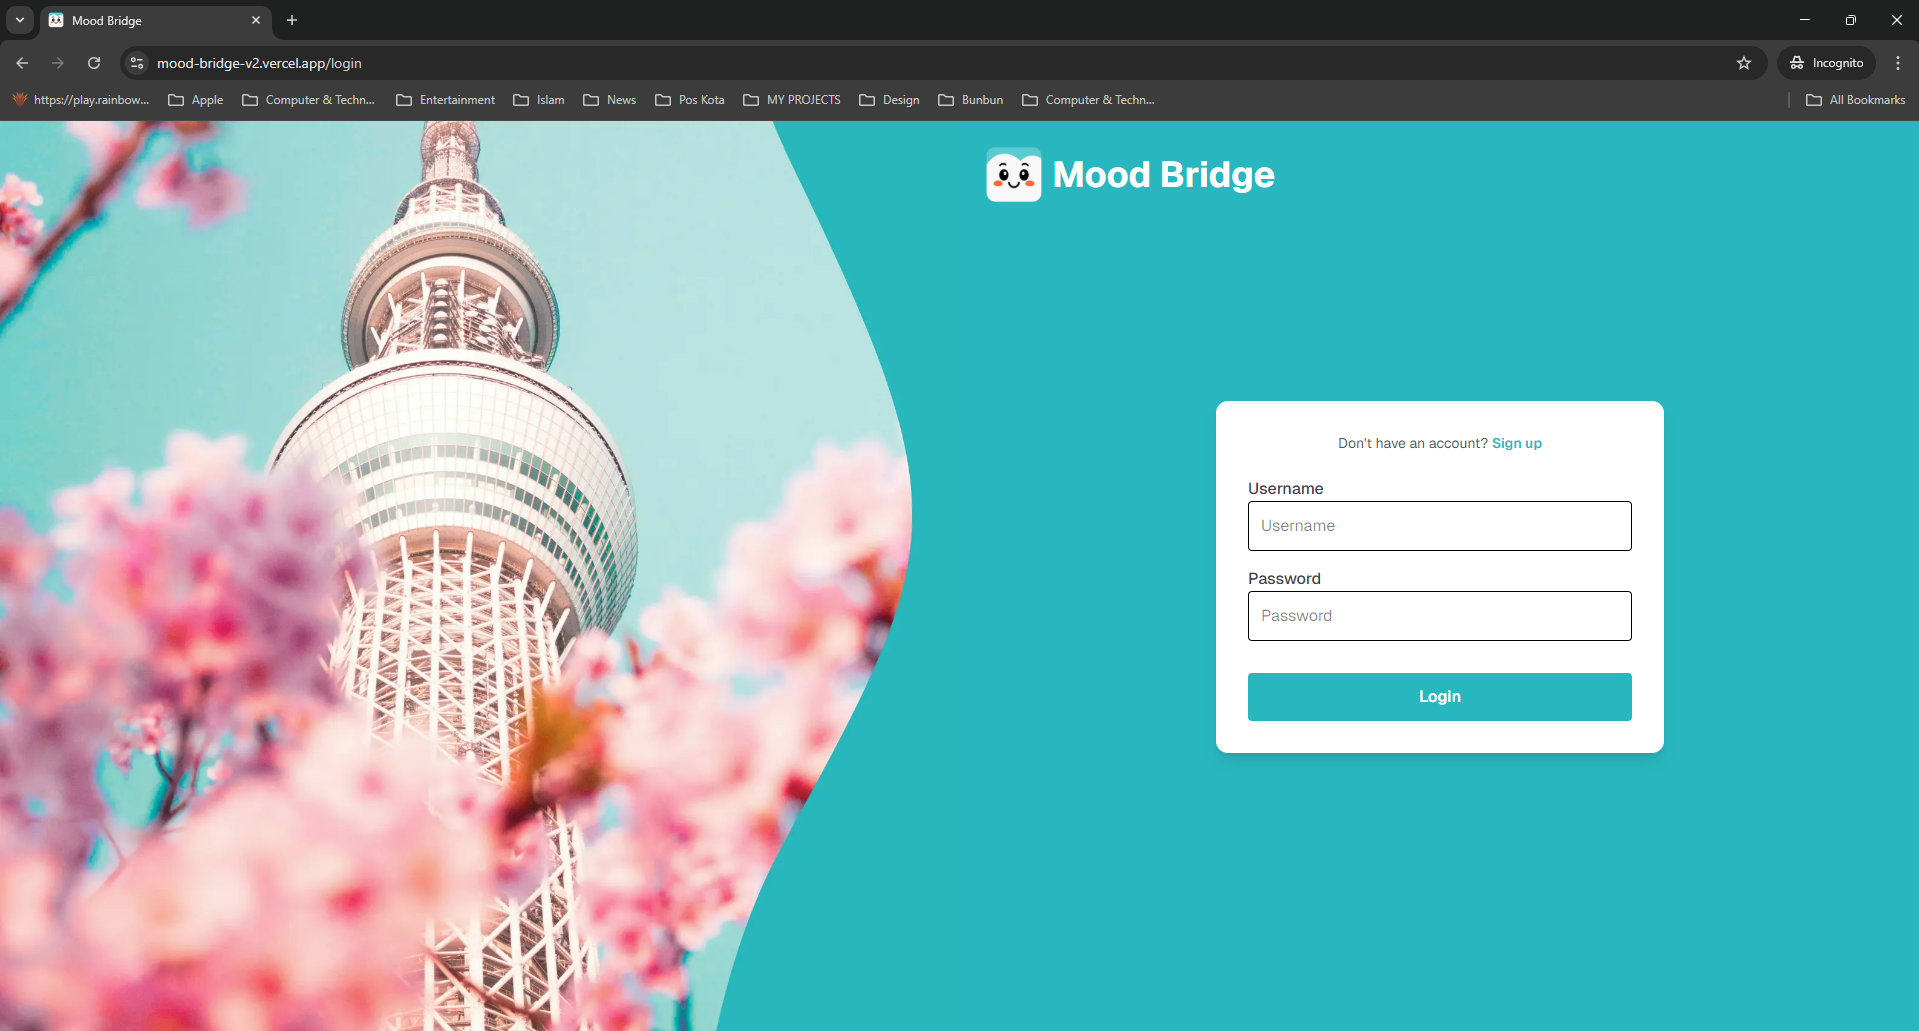 Mood Bridge
mood-bridge-v2.vercel.app/login
Incognito
https://play.rainbow...
Apple
Computer & Techn...
Entertainment
Islam
News
Pos Kota
MY PROJECTS
Design
Bunbun
Computer & Techn...
All Bookmarks
Mood Bridge
Don't have an account? Sign up
Username
Username
Password
Password
Login